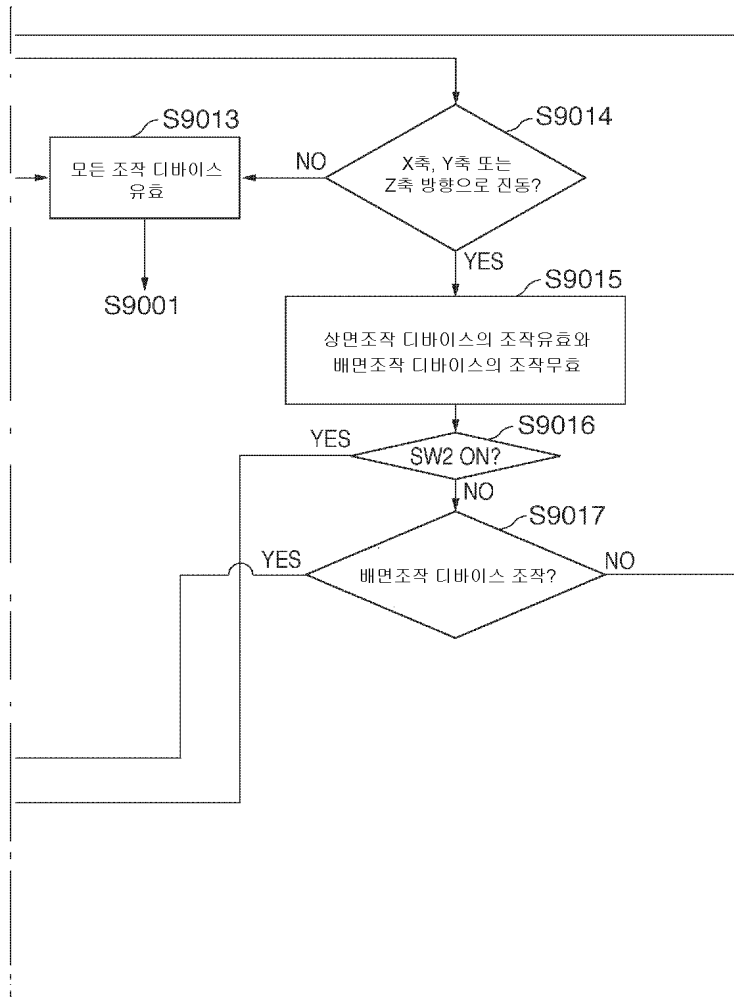 S9013
모든 조작 디바이스
유효
S9001
NO
S9014
X축, Y축 또는
Z축 방향으로 진동?
YES
S9015
상면조작 디바이스의 조작유효와
배면조작 디바이스의 조작무효
S9016
YES
SW2 ON?
NO
S9017
YES
배면조작 디바이스 조작?
NO